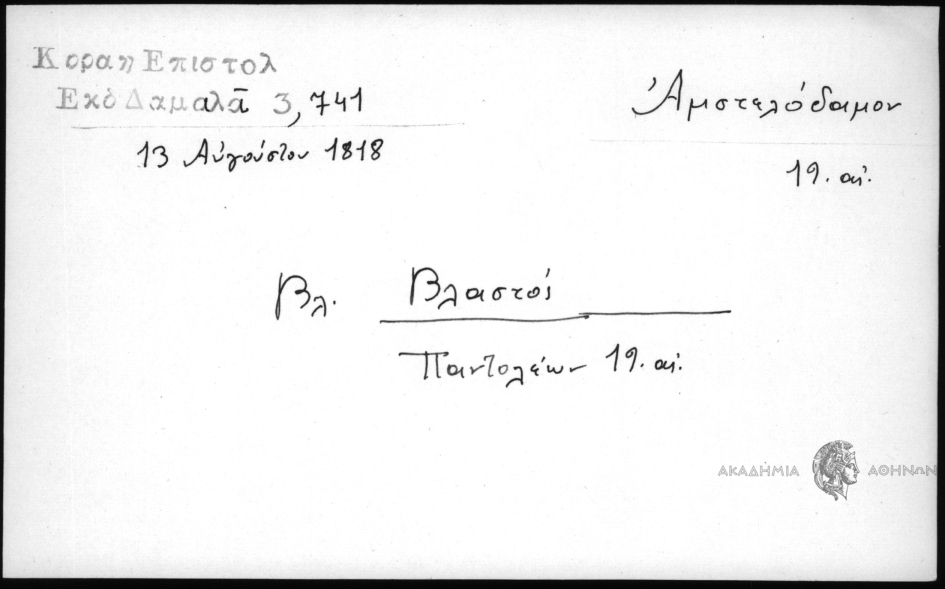 Κοραη Επιστολ
Εκδ Δαμαλᾶ 3, 741
13 Αὐγούστου 1818
Ἀμστελόδαμον
19. αἰ.
Βλ. Βλαστός
Παντολέων 19. αἰ.
ΑΚΑΔΗΜΙΑ ΑΘΗΝΩΝ